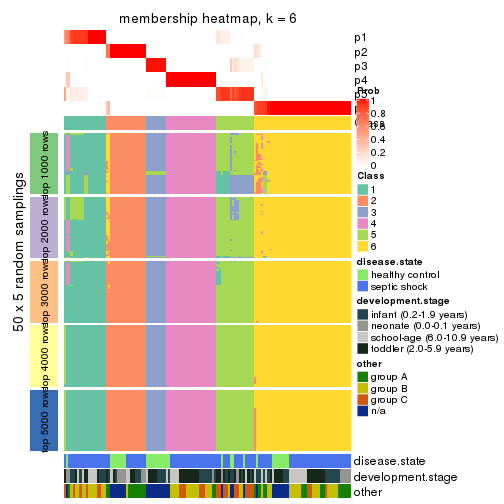 membership heatmap, k = 6
p1
p2
p3
p4
Prob
1
0.6
0.4
0.2
0
Class
1
2
3
4
5
6
disease.state
healthy control
septic shock
development.stage
infant (0.2-1.9 years)
neonate (0.0-0.1 years)
school-age (6.0-10.9 years)
toddler (2.0-5.9 years)
other
group A
group B
group C
n/a
50 x 5 random samplings
top 1000 rows
top 2000 rows
top 3000 rows
top 4000 rows
top 5000 rows
disease.state
development.stage
other